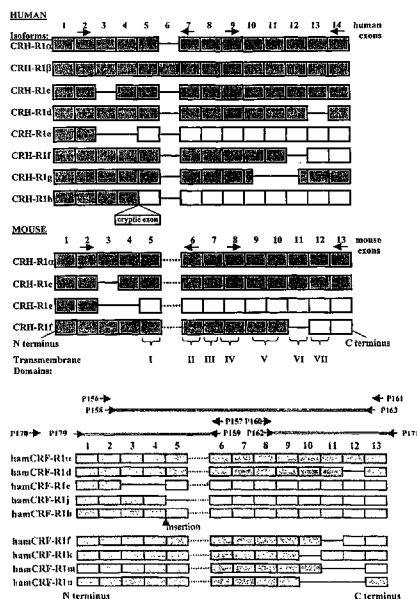 HUMAN
1 2 3 4 5 6 7 8 9 10 11 12 13 14 human exons
Isoforms:
CRH-R1α
CRH-R1β
CRH-R1c
CRH-R1d
CRH-R1e
CRH-R1f
CRH-R1g
CRH-R1h
cryptic exon
MOUSE
1 2 3 4 5 6 7 8 9 10 11 12 13 mouse exons
CRH-R1α
CRH-R1c
CRH-R1e
CRH-R1f
N terminus C terminus
Transmembrane Domains: I II III IV V VI VII
P156 P161
P158 P163
P157 P160
P170 P179 P159 P162 P171
1 2 3 4 5 6 7 8 9 10 11 12 13
hamCRF-R1α
hamCRF-R1d
hamCRF-R1e
hamCRF-R1j
hamCRF-R1h
insertion
hamCRF-R1f
hamCRF-R1k
hamCRF-R1m
hamCRF-R1n
N terminus C terminus